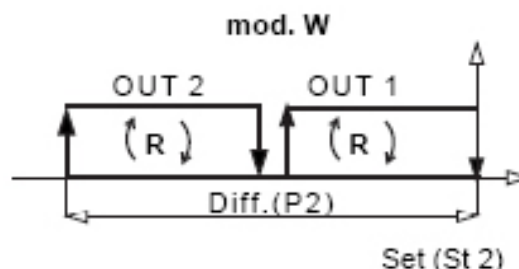 mod. W
OUT 2 OUT 1
R R
Diff.(P2)
Set (St 2)